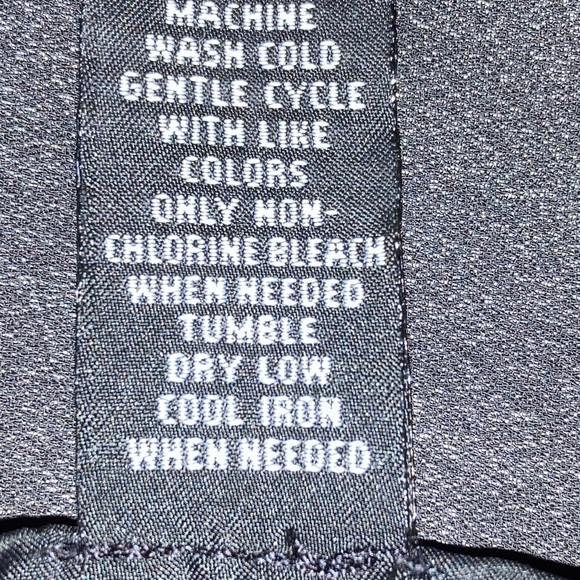 MACHINE
WASH COLD
GENTLE CYCLE
WITH LIKE
COLORS
ONLY NON-
CHLORINE BLEACH
WHEN NEEDED
TUMBLE
DRY LOW
COOL IRON
WHEN NEEDED